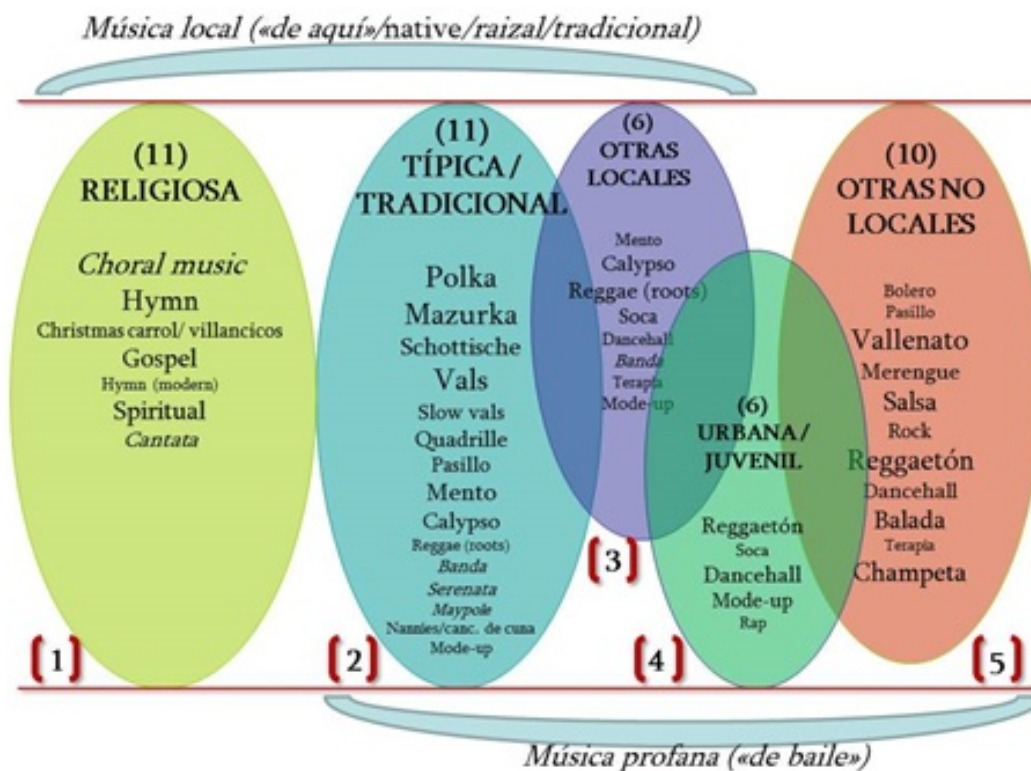 Música local («de aquí»/native/raizal/tradicional)
(11)
RELIGIOSA
Choral music
Hymn
Christmas carrol/ villancicos
Gospel
Hymn (modern)
Spiritual
Cantata
[1]
(11)
TÍPICA /
TRADICIONAL
Polka
Mazurka
Schottische
Vals
Slow vals
Quadrille
Pasillo
Mento
Calypso
Reggae (roots)
Banda
Serenata
Maypole
Nannies/canc. de cuna
Mode-up
[2]
(6)
OTRAS
LOCALES
Mento
Calypso
Reggae (roots)
Soca
Dancehall
Banda
Terapia
Mode-up
[3]
(6)
URBANA /
JUVENIL
Reggaetón
Soca
Dancehall
Mode-up
Rap
[4]
(10)
OTRAS NO
LOCALES
Bolero
Pasillo
Vallenato
Merengue
Salsa
Rock
Reggaetón
Dancehall
Balada
Terapia
Champeta
[5]
Música profana («de baile»)